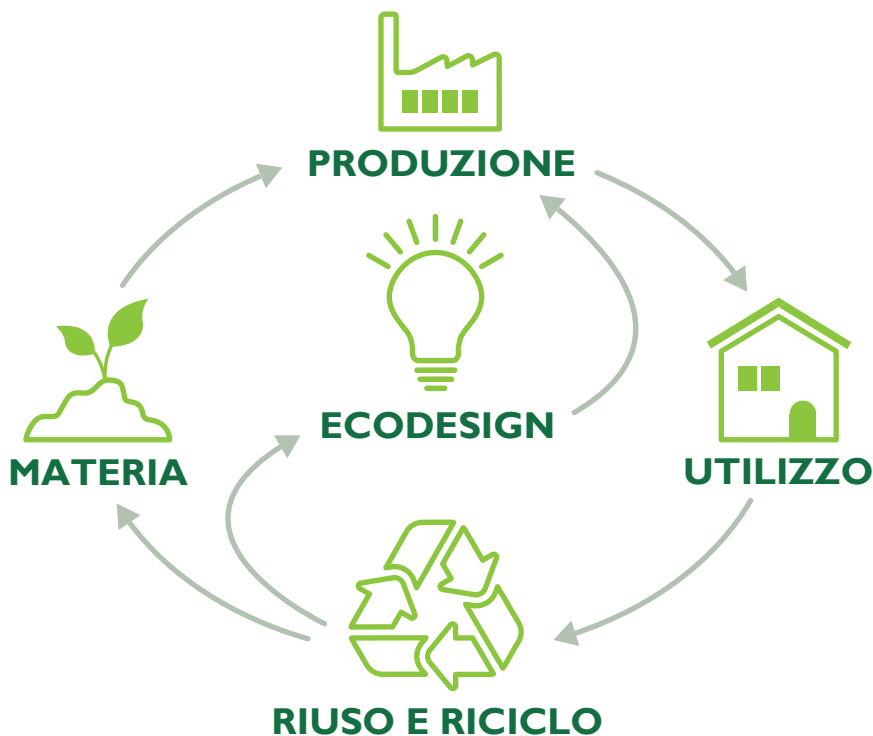 PRODUZIONE
ECODESIGN
MATERIA
UTILIZZO
RIUSO E RICICLO